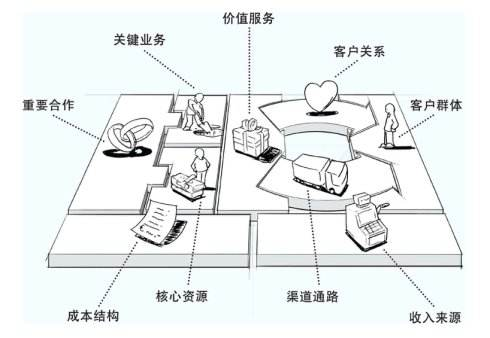 价值服务
关键业务
客户关系
重要合作
客户群体
核心资源
渠道通路
成本结构
收入来源